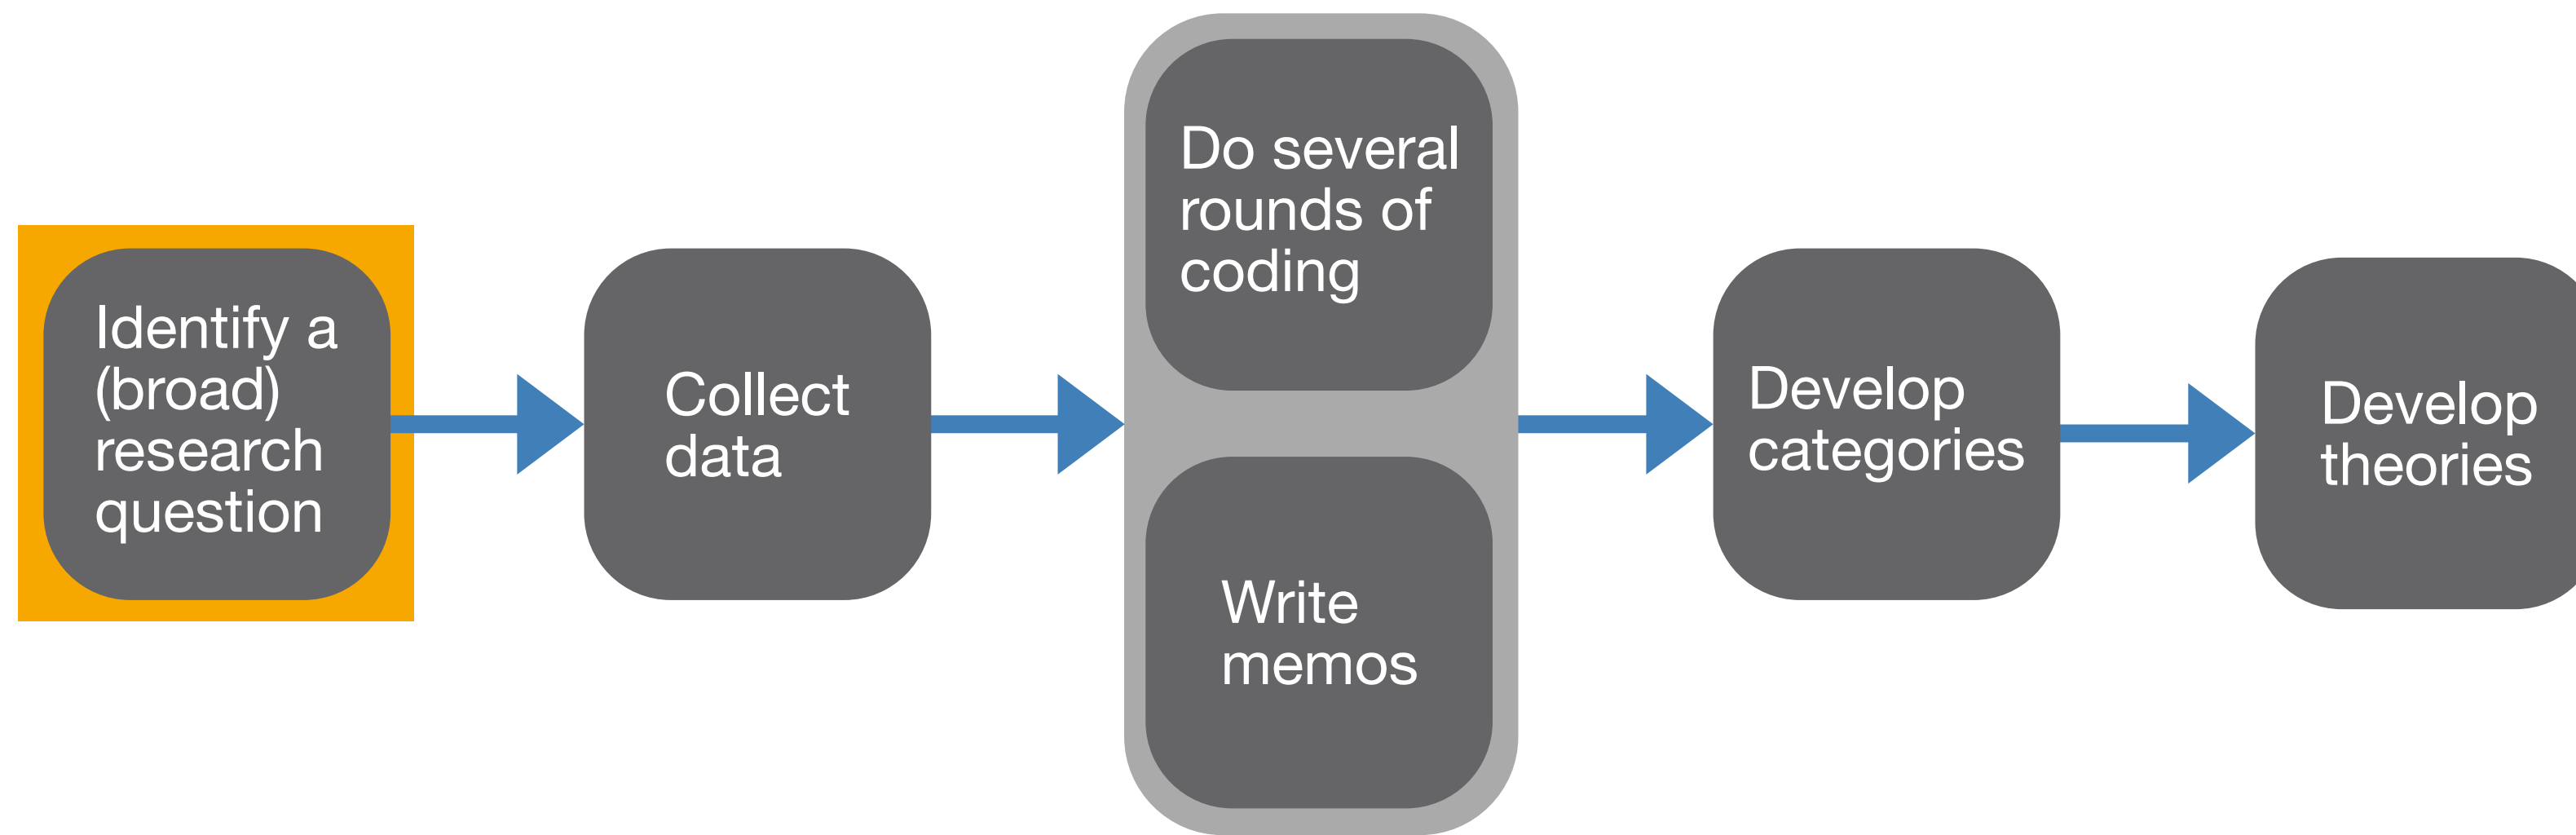 Identify a
(broad)
research
question
Collect
data
Do several
rounds of
coding
Write
memos
Develop
categories
Develop
theories